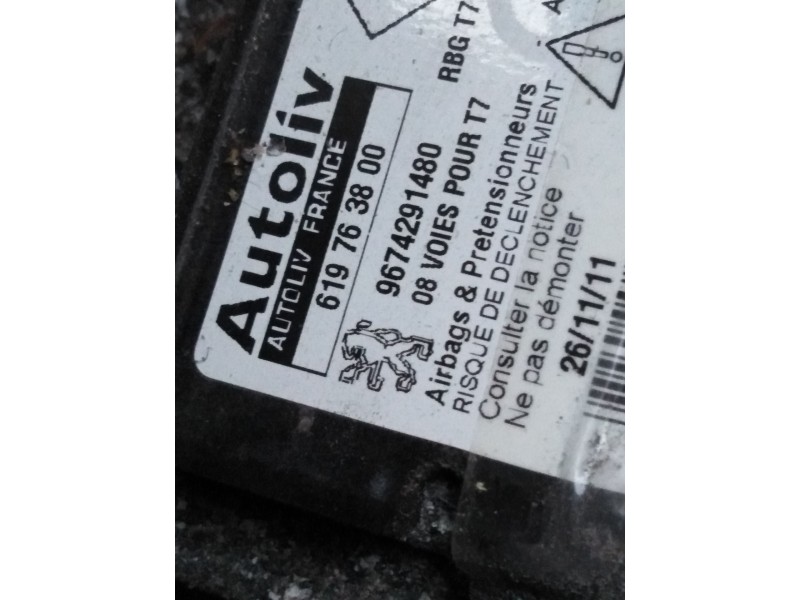 Autoliv
AUTOLIV FRANCE
619 76 38 00
9674291480
RBG T7
08 VOIES POUR T7
Airbags & Pretensionneurs
RISQUE DE DECLENCHEMENT
Consulter la notice
Ne pas démonter
26/11/11